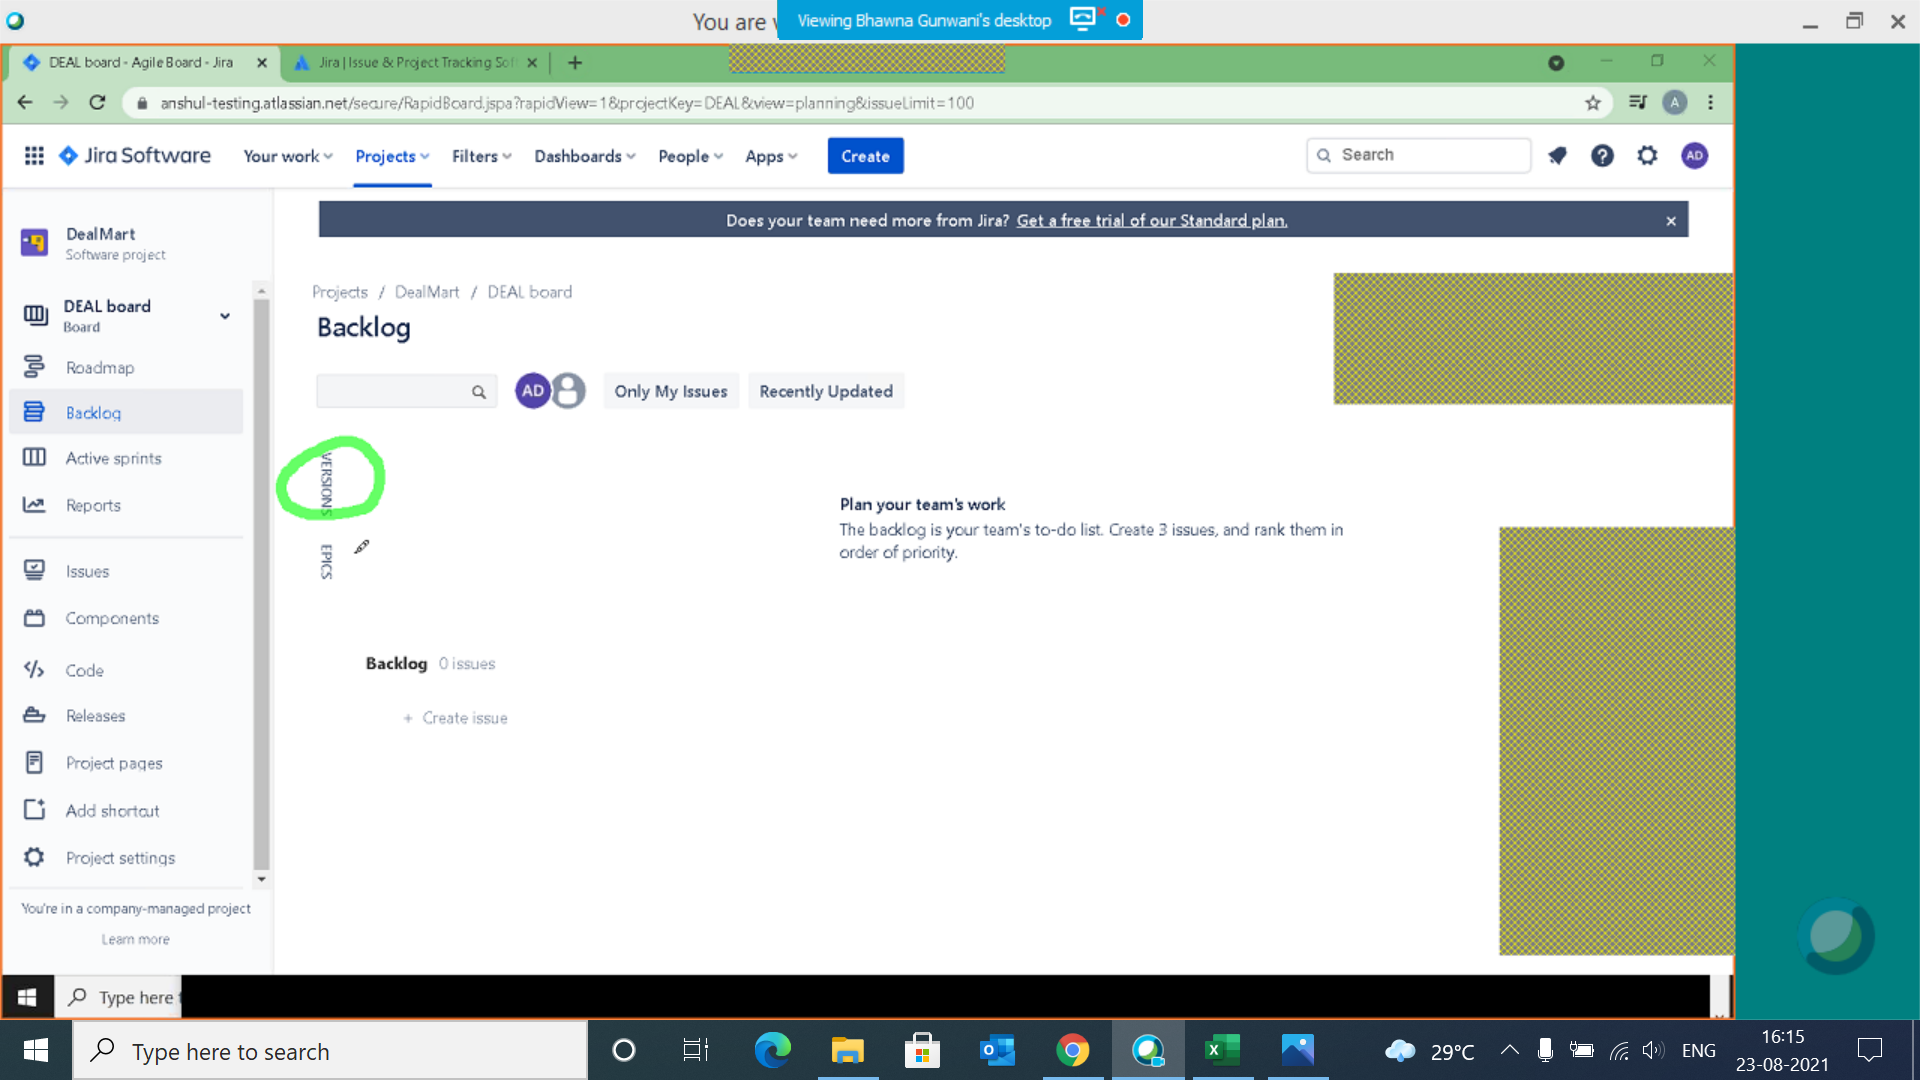 You are
Viewing Bhawna Gunwani's desktop
DEAL board - Agile Board - Jira
Jira | Issue & Project Tracking Sof
anshul-testing.atlassian.net/secure/RapidBoard.jspa?rapidView=1&projectKey=DEAL&view=planning&issueLimit=100
A
Jira Software
Your work
Projects
Filters
Dashboards
People
Apps
Create
Search
AD
Does your team need more from Jira? Get a free trial of our Standard plan.
DealMart
Software project
DEAL board
Board
Roadmap
Backlog
Active sprints
Reports
Issues
Components
Code
Releases
Project pages
Add shortcut
Project settings
You're in a company-managed project
Learn more
Projects / DealMart / DEAL board
Backlog
AD
Only My Issues
Recently Updated
VERSIONS
EPICS
Plan your team's work
The backlog is your team's to-do list. Create 3 issues, and rank them in
order of priority.
Backlog 0 issues
+ Create issue
Type here
Type here to search
29°C
ENG
16:15
23-08-2021